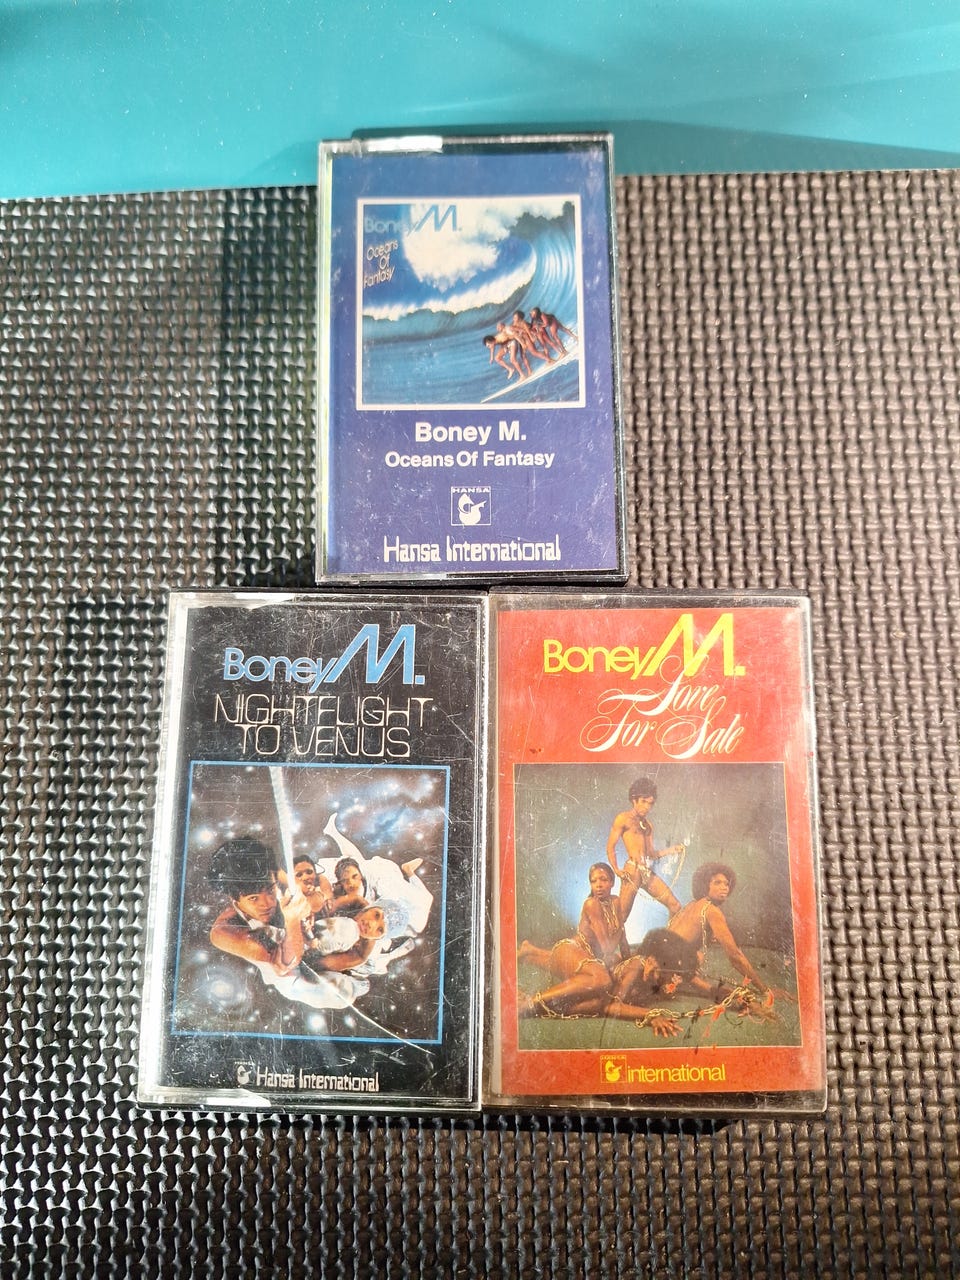 Boney M.
Oceans
Of
Fantasy
Boney M.
Oceans Of Fantasy
HANSA
Hansa International
Boney M.
NIGHTFLIGHT
TO VENUS
Hansa International
Boney M.
Love
For Sale
international